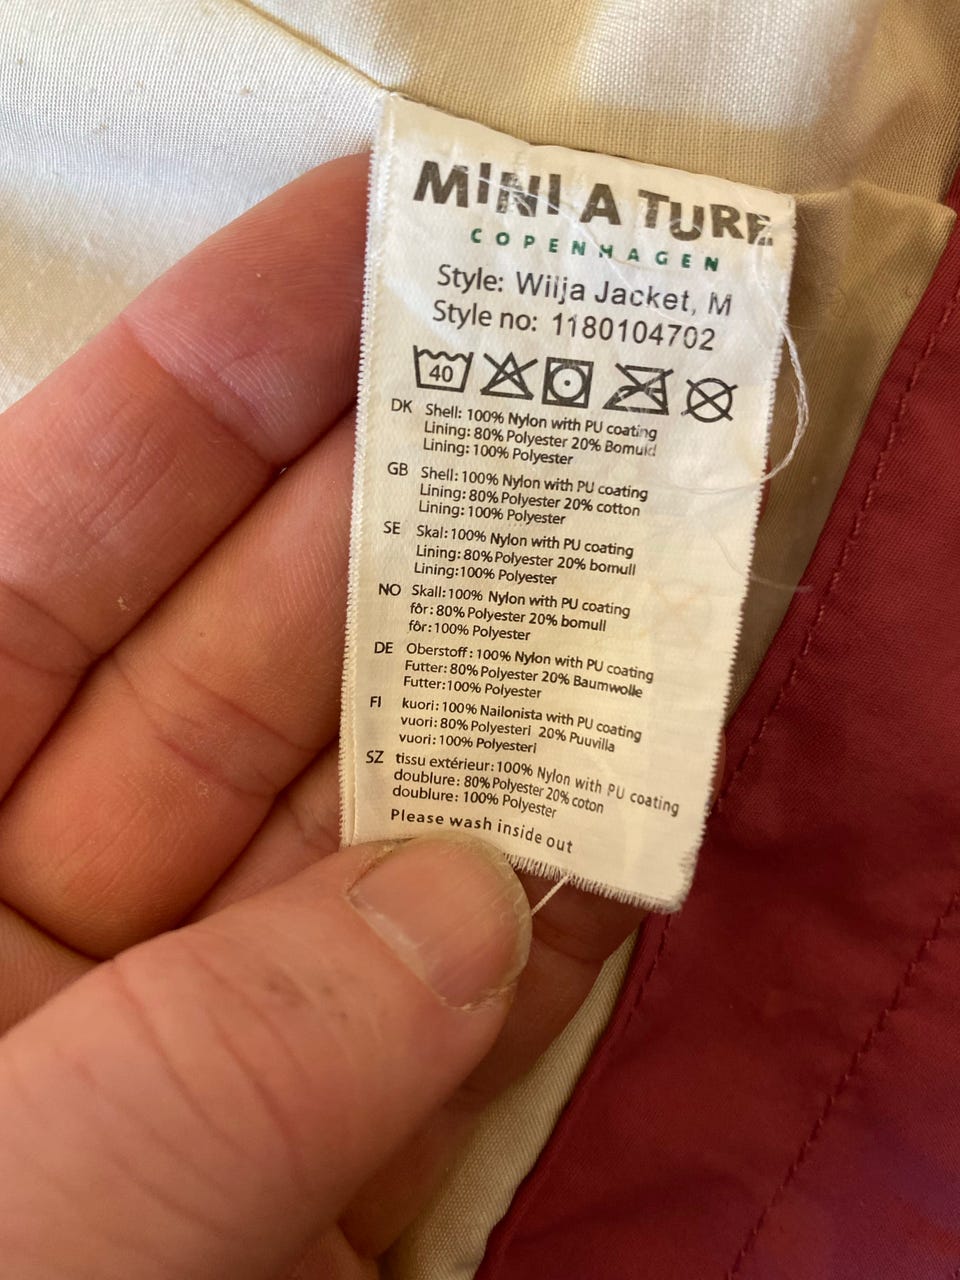 MINI A TURE
COPENHAGEN
Style: Wilja Jacket, M
Style no: 1180104702
40
DK Shell: 100% Nylon with PU coating
Lining: 80% Polyester 20% Bomuld
Lining: 100% Polyester
GB Shell: 100% Nylon with PU coating
Lining: 80% Polyester 20% cotton
Lining: 100% Polyester
SE Skal: 100% Nylon with PU coating
Lining: 80% Polyester 20% bomull
Lining:100% Polyester
NO Skall: 100% Nylon with PU coating
fôr: 80% Polyester 20% bomull
fôr: 100% Polyester
DE Oberstoff: 100% Nylon with PU coating
Futter: 80% Polyester 20% Baumwolle
Futter:100% Polyester
FI kuori: 100% Nailonista with PU coating
vuori: 80% Polyesteri 20% Puuvilla
vuori: 100% Polyesteri
SZ tissu extérieur: 100% Nylon with PU coating
doublure: 80% Polyester 20% coton
doublure: 100% Polyester
Please wash inside out